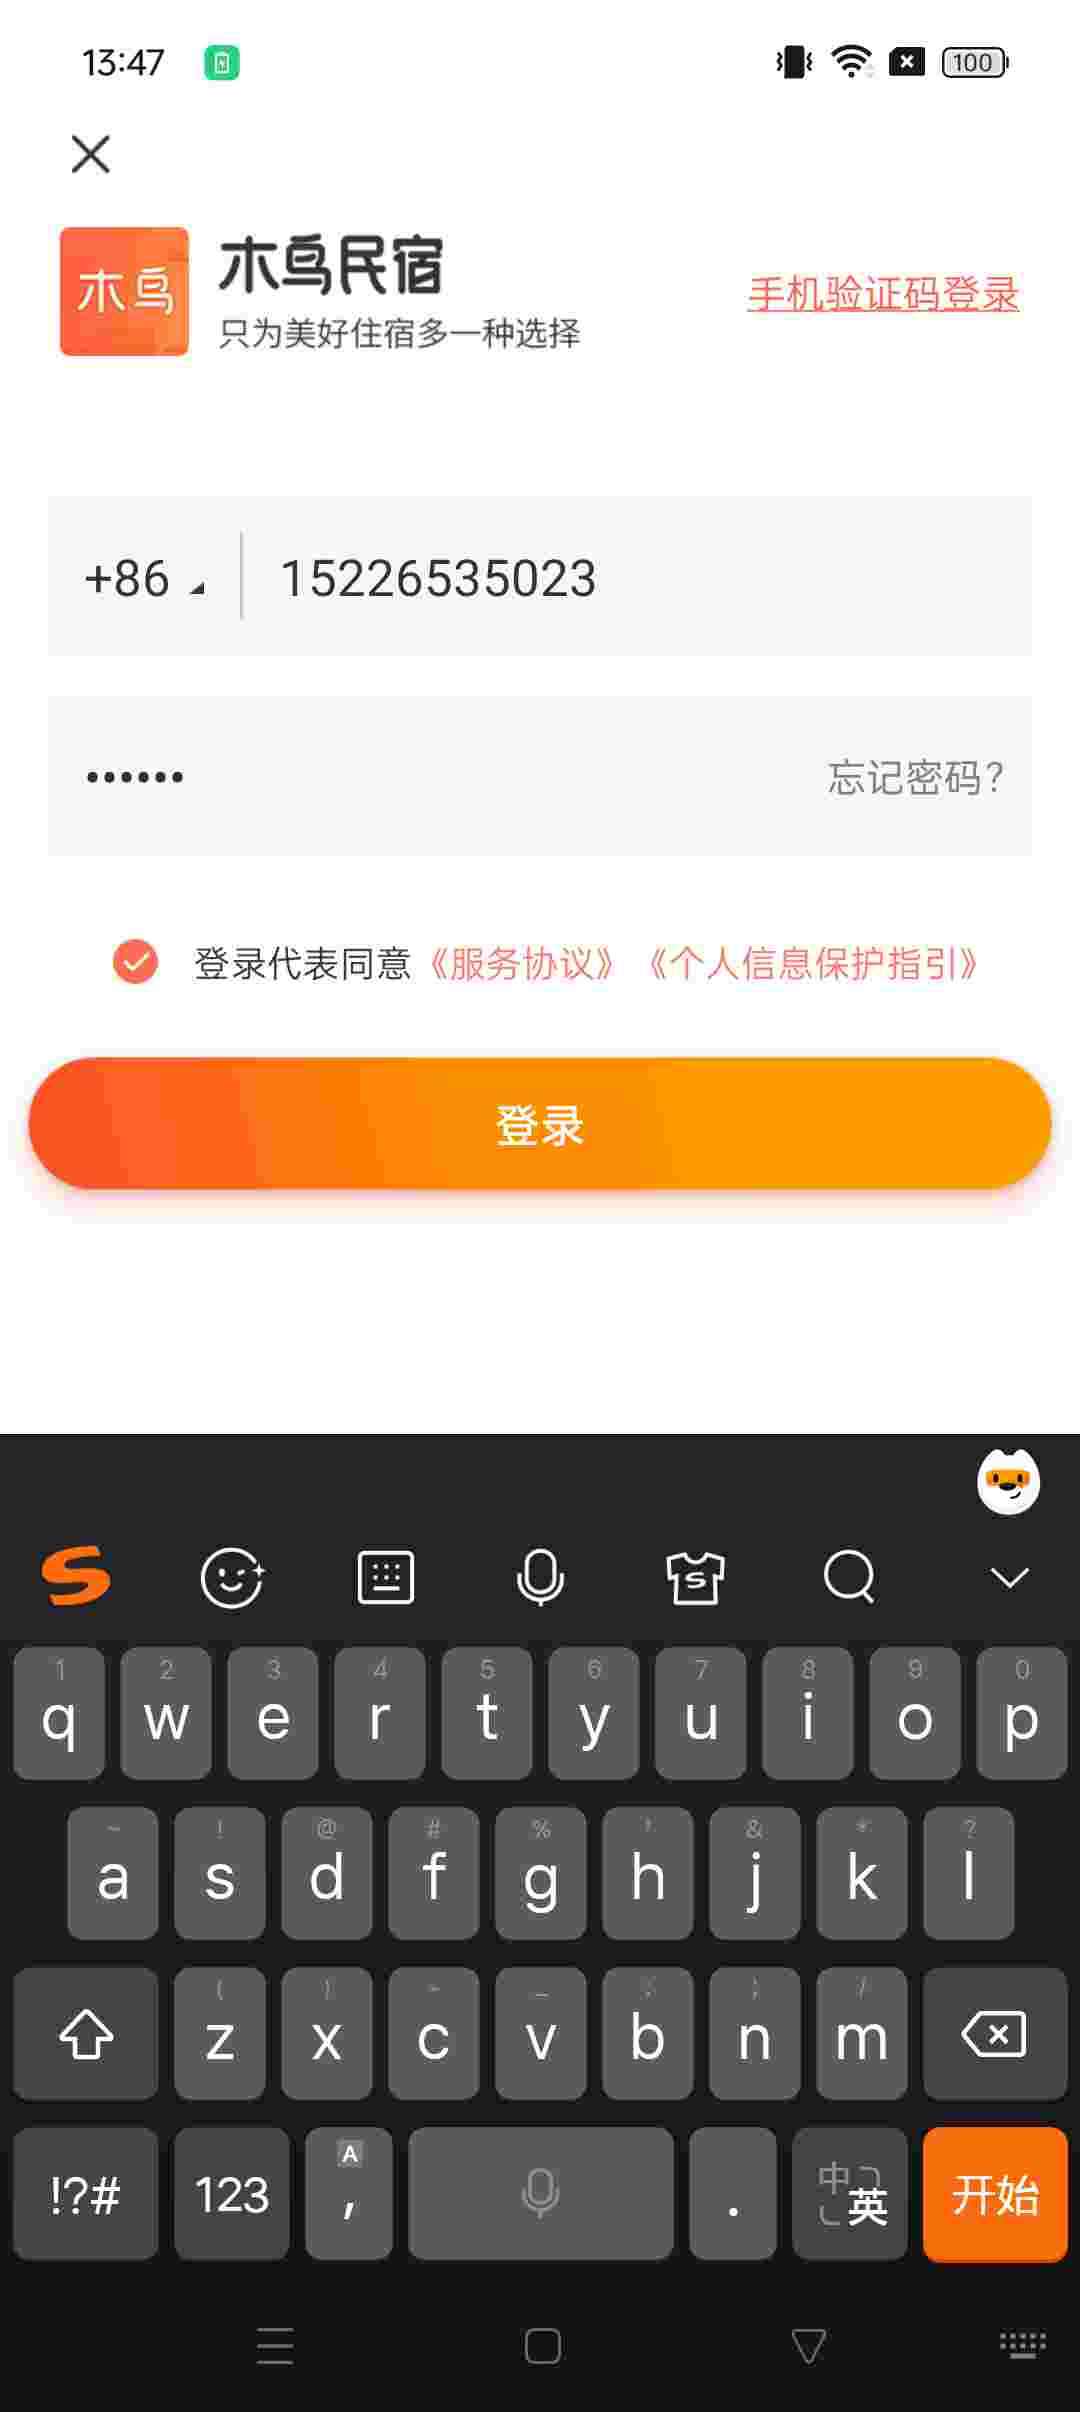 13:47
100
木鸟
木鸟民宿
只为美好住宿多一种选择
手机验证码登录
+86 15226535023
••••••
忘记密码?
登录代表同意《服务协议》《个人信息保护指引》
登录
1 2 3 4 5 6 7 8 9 0
q w e r t y u i o p
~ ! @ # % ' & * ?
a s d f g h j k l
z x c v b n m
!?# 123 A , . 中 英 开始